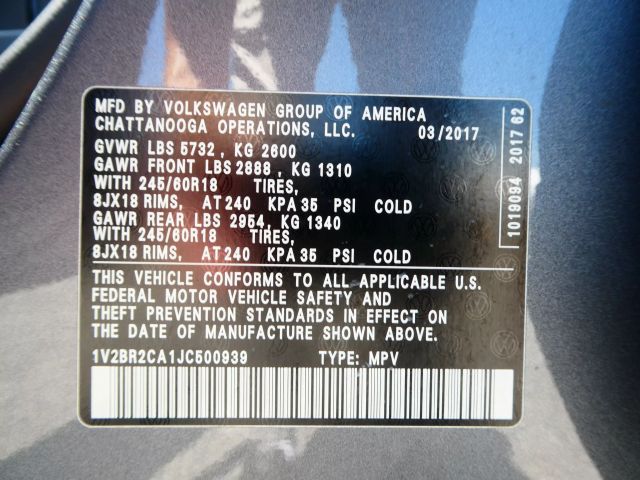 MFD BY VOLKSWAGEN GROUP OF AMERICA
CHATTANOOGA OPERATIONS, LLC. 03/2017
GVWR LBS 5732 , KG 2600
GAWR FRONT LBS 2888 , KG 1310
WITH 245/60R18 TIRES,
8JX18 RIMS, AT 240 KPA 35 PSI COLD
GAWR REAR LBS 2954, KG 1340
WITH 245/60R18 TIRES,
8JX18 RIMS, AT 240 KPA 35 PSI COLD
THIS VEHICLE CONFORMS TO ALL APPLICABLE U.S.
FEDERAL MOTOR VEHICLE SAFETY AND
THEFT PREVENTION STANDARDS IN EFFECT ON
THE DATE OF MANUFACTURE SHOWN ABOVE.
1V2BR2CA1JC500939 TYPE: MPV
1019094 2017 62